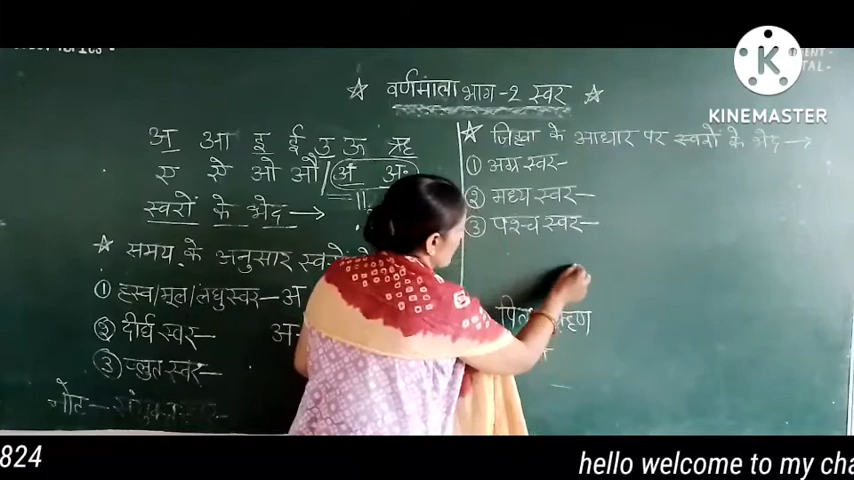 K
KINEMASTER
☆ वर्णमाला भाग-2 स्वर ☆
अ आ इ ई उ ऊ ऋ
ए ऐ ओ औ/अं अः
स्वरों के भेद →
☆ समय के अनुसार स्वरों
① ह्स्व/मूल/लघुस्वर- अ
② दीर्घ स्वर- अ-
③ प्लुत स्वर-
नोट-
☆ जिह्वा के आधार पर स्वरों के भेद →
① अग्र स्वर-
② मध्य स्वर-
③ पश्च स्वर-
824
hello welcome to my cha